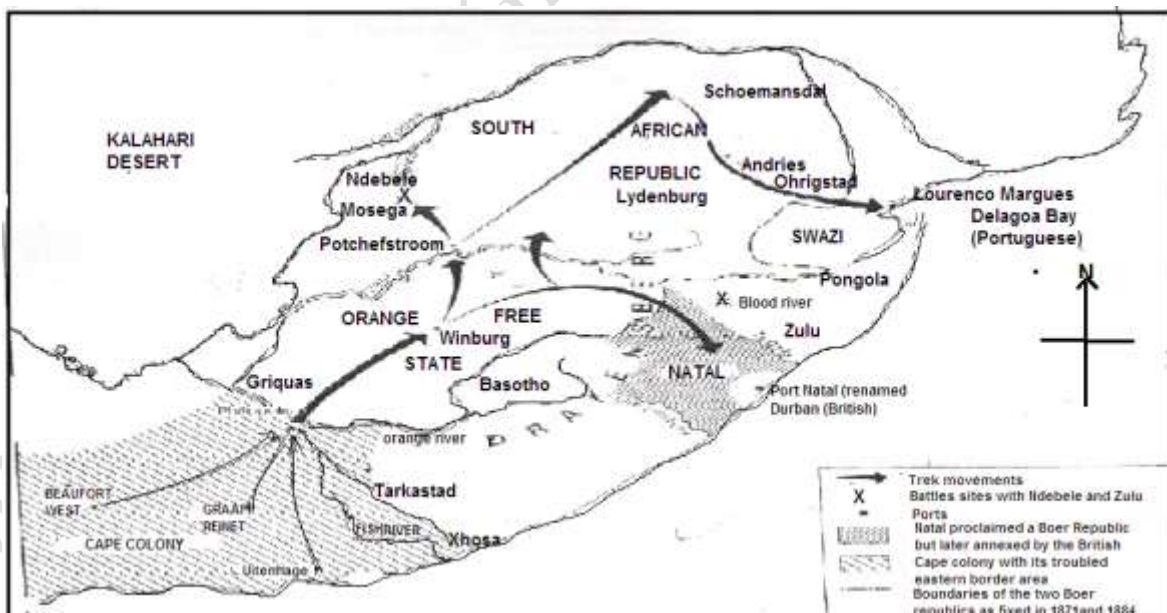 KALAHARI
DESERT
SOUTH
Schoemansdal
AFRICAN
Ndebele
X
Mosega
REPUBLIC
Lydenburg
Andries
Ohrigstad
Lourenco Margues
Delagoa Bay
(Portuguese)
Potchefstroom
SWAZI
Pongola
N
X Blood river
ORANGE
FREE
Winburg
STATE
Zulu
Griquas
Basotho
NATAL
Port Natal (renamed
Durban (British)
orange river
D R A
BEAUFORT
WEST
GRAAF
REINET
Tarkastad
FISHRIVER
CAPE COLONY
Xhosa
Uitenhage
Trek movements
X Battles sites with Ndebele and Zulu
Ports
Natal proclaimed a Boer Republic
but later annexed by the British
Cape colony with its troubled
eastern border area
Boundaries of the two Boer
republics as fixed in 1871and 1884